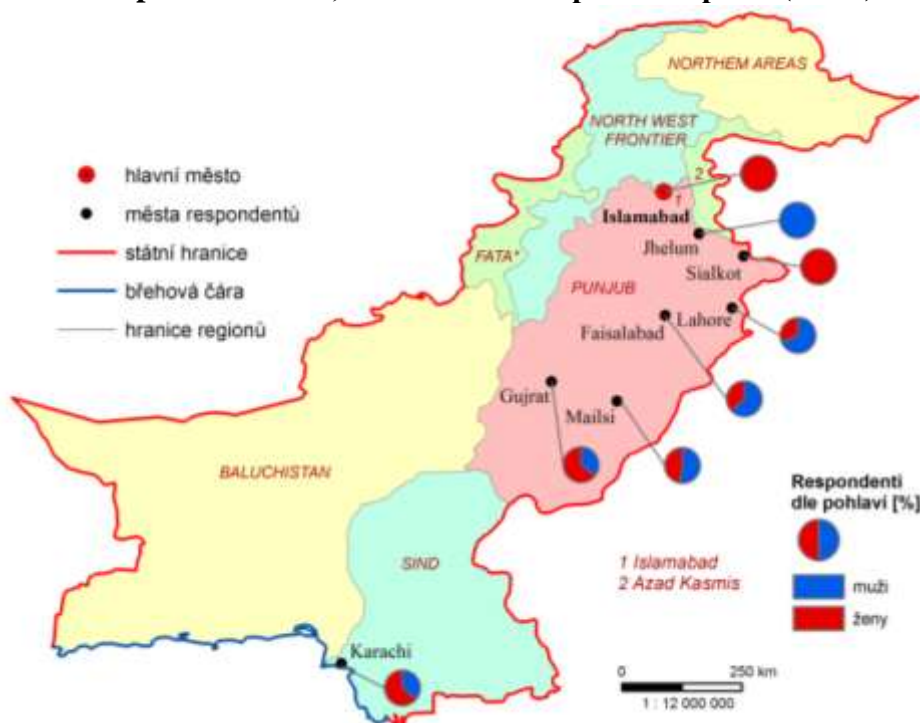 NORTHEM AREAS
NORTH WEST
FRONTIER
hlavní město
města respondentů
státní hranice
břehová čára
hranice regionů
2
1
Islamabad
Jhelum
Sialkot
FATA*
PUNJUB
Lahore
Faisalabad
Gujrat
Mailsi
BALUCHISTAN
Respondenti
dle pohlaví [%]
SIND
1 Islamabad
2 Azad Kasmis
muži
ženy
Karachi
0 250 km
1 : 12 000 000